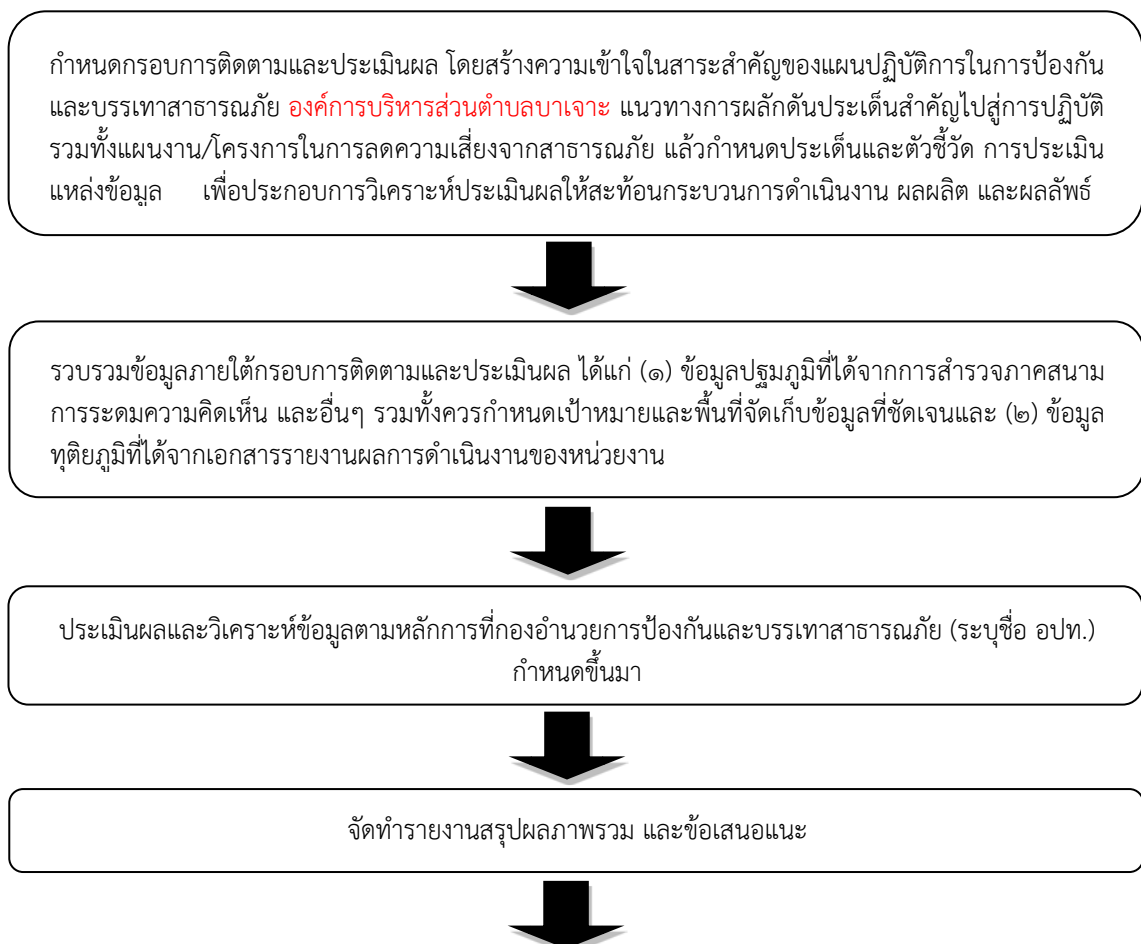 กำหนดกรอบการติดตามและประเมินผล โดยสร้างความเข้าใจในสาระสำคัญของแผนปฏิบัติการในการป้องกัน
และบรรเทาสาธารณภัย องค์การบริหารส่วนตำบลบาเจาะ แนวทางการผลักดันประเด็นสำคัญไปสู่การปฏิบัติ
รวมทั้งแผนงาน/โครงการในการลดความเสี่ยงจากสาธารณภัย แล้วกำหนดประเด็นและตัวชี้วัด การประเมิน
แหล่งข้อมูล เพื่อประกอบการวิเคราะห์ประเมินผลให้สะท้อนกระบวนการดำเนินงาน ผลผลิต และผลลัพธ์
รวบรวมข้อมูลภายใต้กรอบการติดตามและประเมินผล ได้แก่ (๑) ข้อมูลปฐมภูมิที่ได้จากการสำรวจภาคสนาม
การระดมความคิดเห็น และอื่นๆ รวมทั้งควรกำหนดเป้าหมายและพื้นที่จัดเก็บข้อมูลที่ชัดเจนและ (๒) ข้อมูล
ทุติยภูมิที่ได้จากเอกสารรายงานผลการดำเนินงานของหน่วยงาน
ประเมินผลและวิเคราะห์ข้อมูลตามหลักการที่กองอำนวยการป้องกันและบรรเทาสาธารณภัย (ระบุชื่อ อปท.)
กำหนดขึ้นมา
จัดทำรายงานสรุปผลภาพรวม และข้อเสนอแนะ